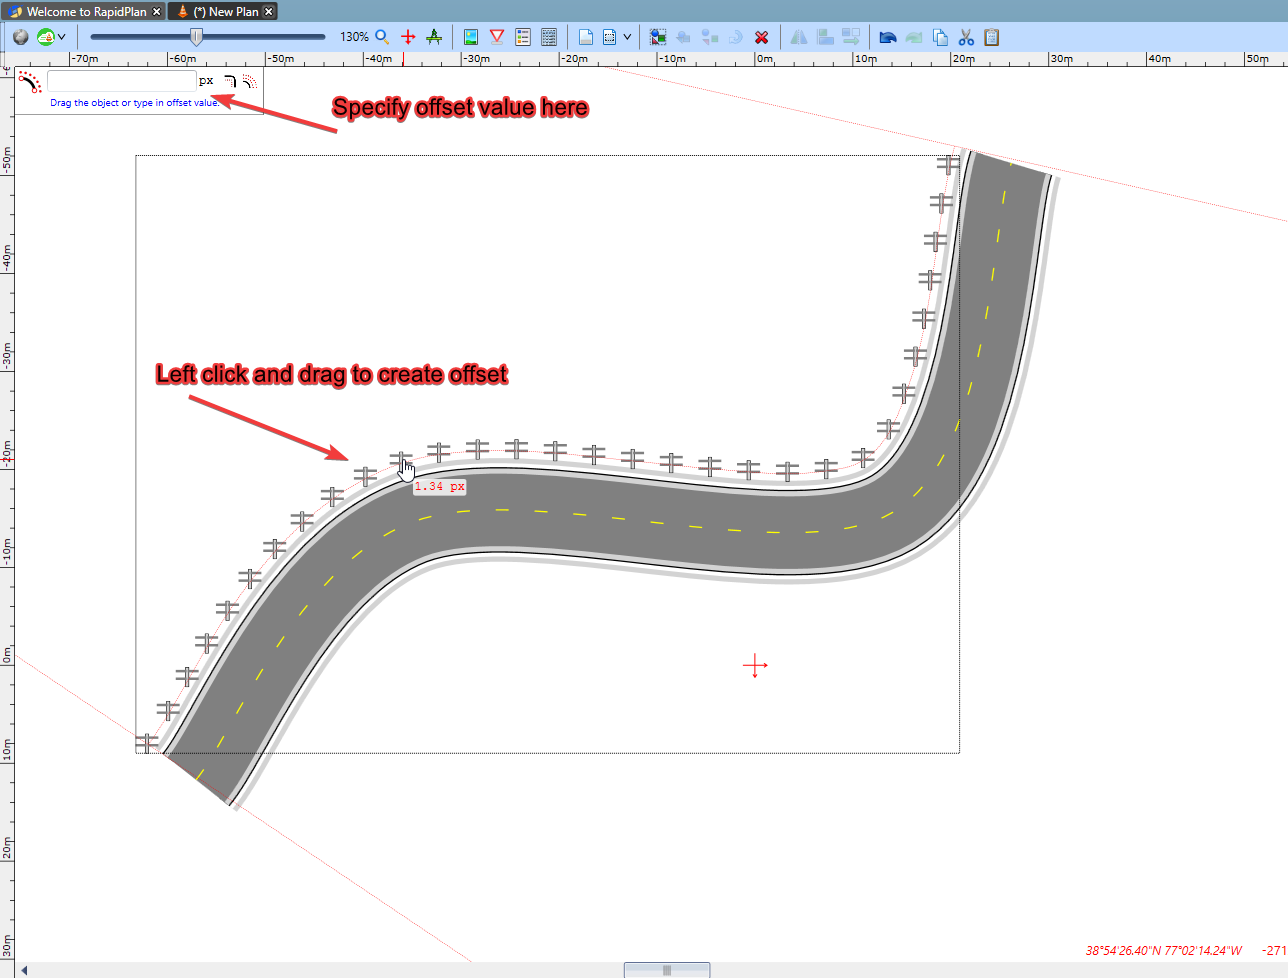 Welcome to RapidPlan
(*) New Plan
130%
-70m -60m -50m -40m -30m -20m -10m 0m 10m 20m 30m 40m 50m
px
Drag the object or type in offset value.
Specify offset value here
Left click and drag to create offset
1.34 px
-50m
-40m
-30m
-20m
-10m
0m
10m
20m
30m
38°54'26.40"N 77°02'14.24"W -271